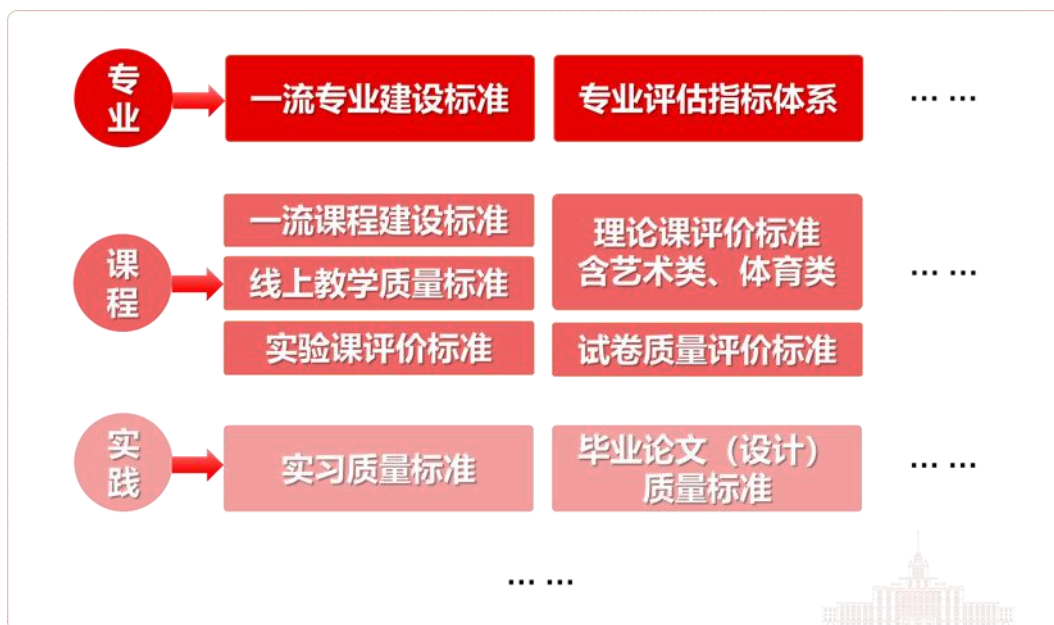 专业
一流专业建设标准
专业评估指标体系
... ...
课程
一流课程建设标准
线上教学质量标准
实验课评价标准
理论课评价标准
含艺术类、体育类
试卷质量评价标准
... ...
实践
实习质量标准
毕业论文（设计）
质量标准
... ...
... ...